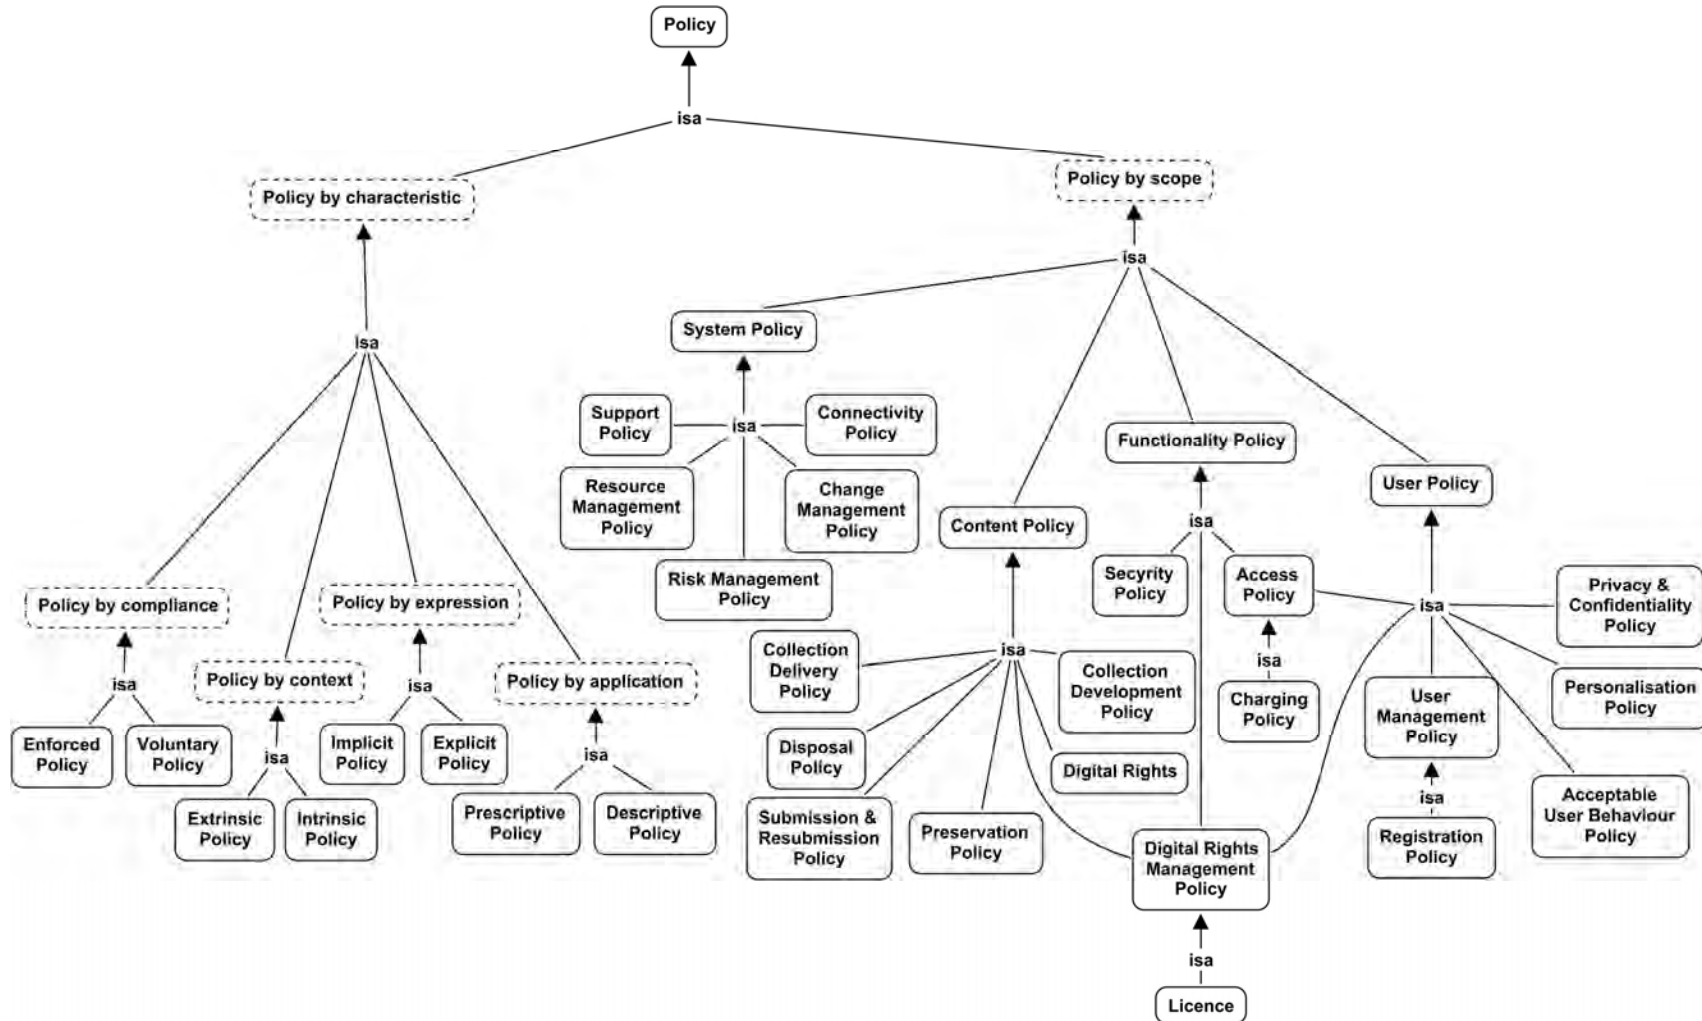 Policy
isa
Policy by characteristic
Policy by scope
isa
isa
System Policy
Support
Policy
isa
Connectivity
Policy
Resource
Management
Policy
Change
Management
Policy
Risk Management
Policy
Functionality Policy
User Policy
Content Policy
isa
Secyrity
Policy
Access
Policy
isa
Privacy &
Confidentiality
Policy
Policy by compliance
Policy by expression
isa
Policy by context
isa
Policy by application
Enforced
Policy
Voluntary
Policy
isa
Implicit
Policy
Explicit
Policy
isa
Extrinsic
Policy
Intrinsic
Policy
Prescriptive
Policy
Descriptive
Policy
isa
Collection
Delivery
Policy
Collection
Development
Policy
isa
Charging
Policy
User
Management
Policy
Personalisation
Policy
Disposal
Policy
Digital Rights
Submission &
Resubmission
Policy
Preservation
Policy
Digital Rights
Management
Policy
isa
Registration
Policy
Acceptable
User Behaviour
Policy
isa
Licence